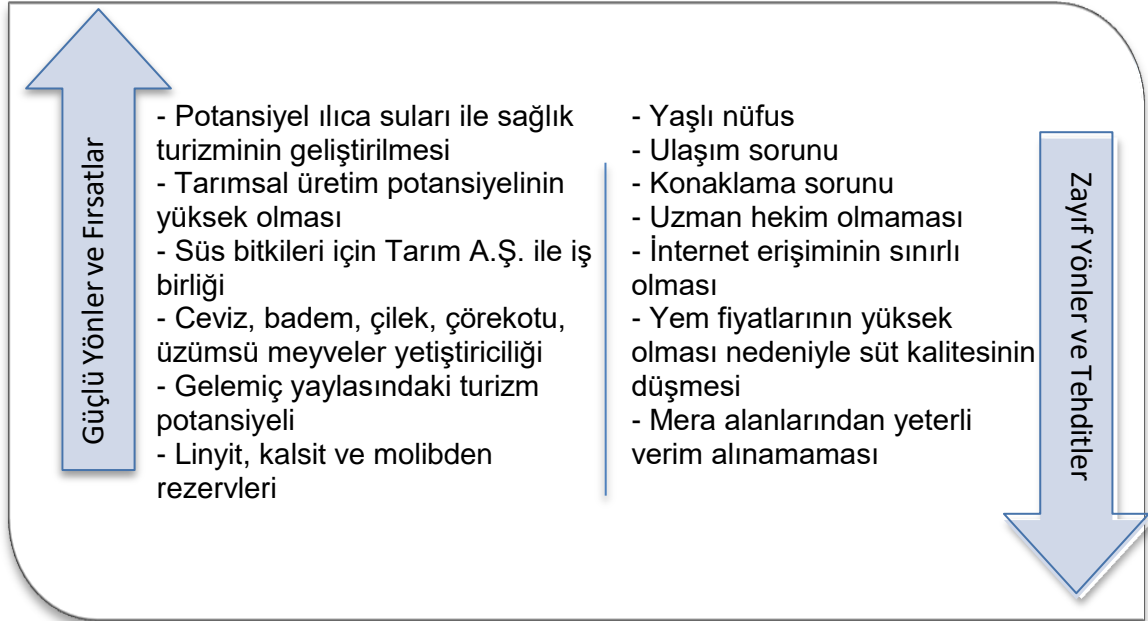 Güçlü Yönler ve Fırsatlar
- Potansiyel ılıca suları ile sağlık
turizminin geliştirilmesi
- Tarımsal üretim potansiyelinin
yüksek olması
- Süs bitkileri için Tarım A.Ş. ile iş
birliği
- Ceviz, badem, çilek, çörekotu,
üzümsü meyveler yetiştiriciliği
- Gelemiç yaylasındaki turizm
potansiyeli
- Linyit, kalsit ve molibden
rezervleri
- Yaşlı nüfus
- Ulaşım sorunu
- Konaklama sorunu
- Uzman hekim olmaması
- İnternet erişiminin sınırlı
olması
- Yem fiyatlarının yüksek
olması nedeniyle süt kalitesinin
düşmesi
- Mera alanlarından yeterli
verim alınamaması
Zayıf Yönler ve Tehditler